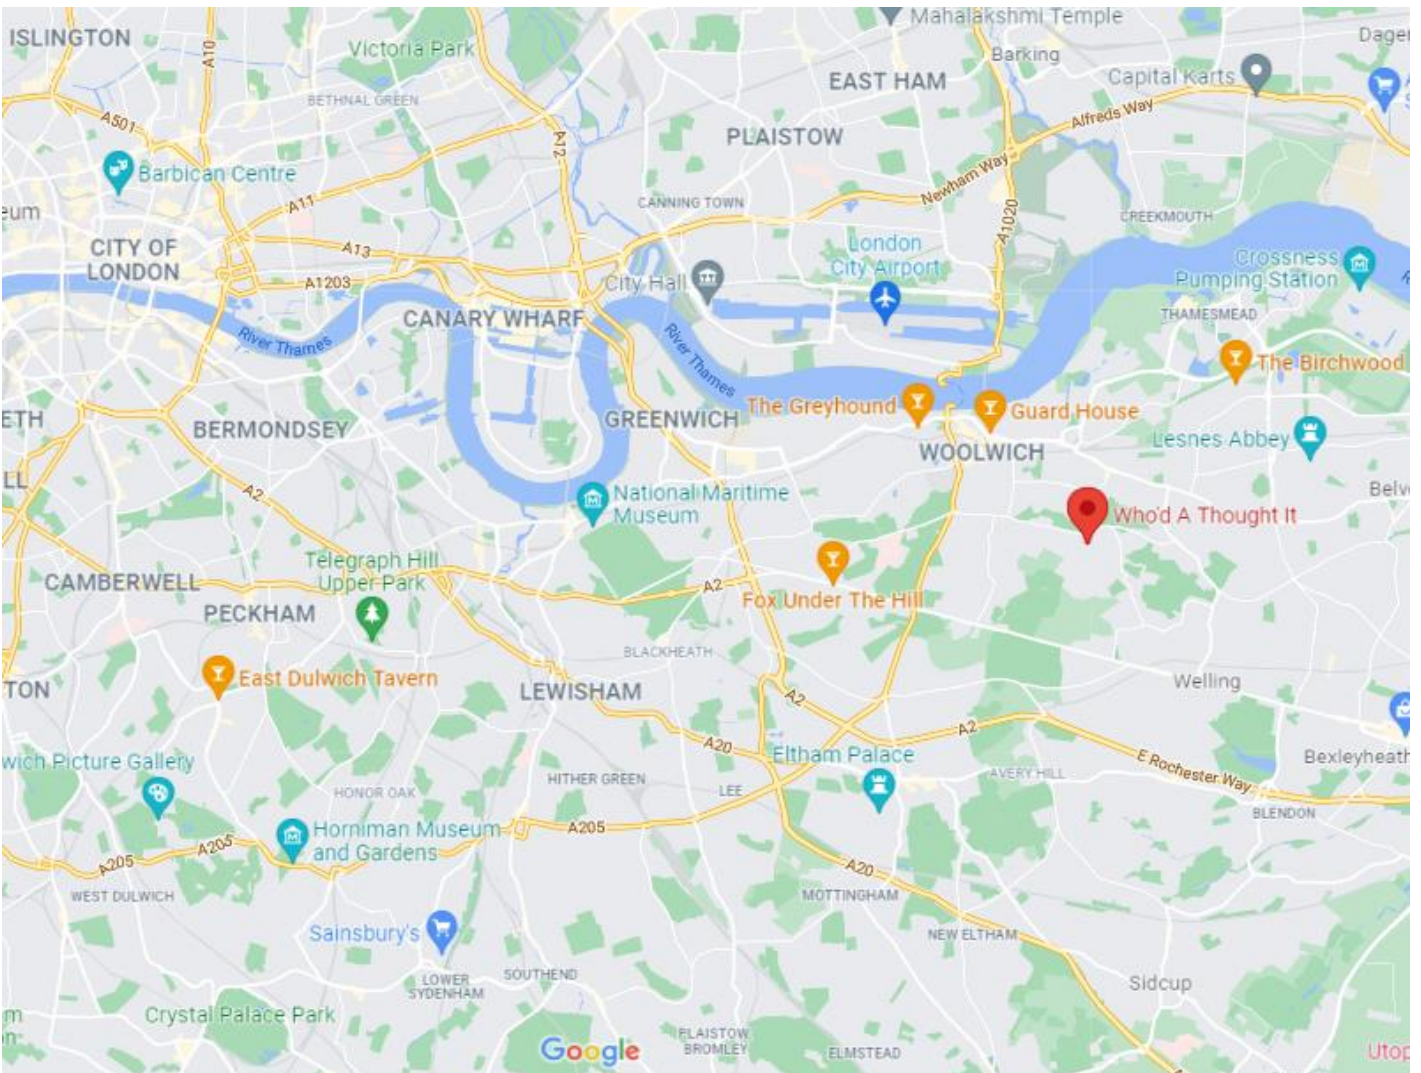 Mahalakshmi Temple
ISLINGTON
Dager
A10
Victoria Park
Barking
Capital Karts
EAST HAM
BETHNAL GREEN
A501
Alfreds Way
PLAISTOW
A12
Barbican Centre
Newham Way
A11
CANNING TOWN
eum
CREEKMOUTH
A1020
CITY OF
LONDON
A13
London
City Airport
Crossness
Pumping Station
A1203
City Hall
THAMESMEAD
CANARY WHARF
River Thames
River Thames
R
The Birchwood
ETH
BERMONDSEY
GREENWICH
The Greyhound
Guard House
Lesnes Abbey
WOOLWICH
LL
A2
National Maritime
Museum
Belv
Who'd A Thought It
Telegraph Hill
Upper Park
CAMBERWELL
A2
PECKHAM
Fox Under The Hill
BLACKHEATH
East Dulwich Tavern
TON
LEWISHAM
Welling
A2
A20
A2
Eltham Palace
wich Picture Gallery
E Rochester Way
Bexleyheath
HITHER GREEN
AVERY HILL
HONOR OAK
LEE
BLENDON
Horniman Museum
and Gardens
A205
A205
A205
A20
WEST DULWICH
MOTTINGHAM
Sainsbury's
NEW ELTHAM
LOWER
SYDENHAM
SOUTHEND
Sidcup
m
n
Crystal Palace Park
Google
PLAISTOW
BROMLEY
ELMSTEAD
Utop